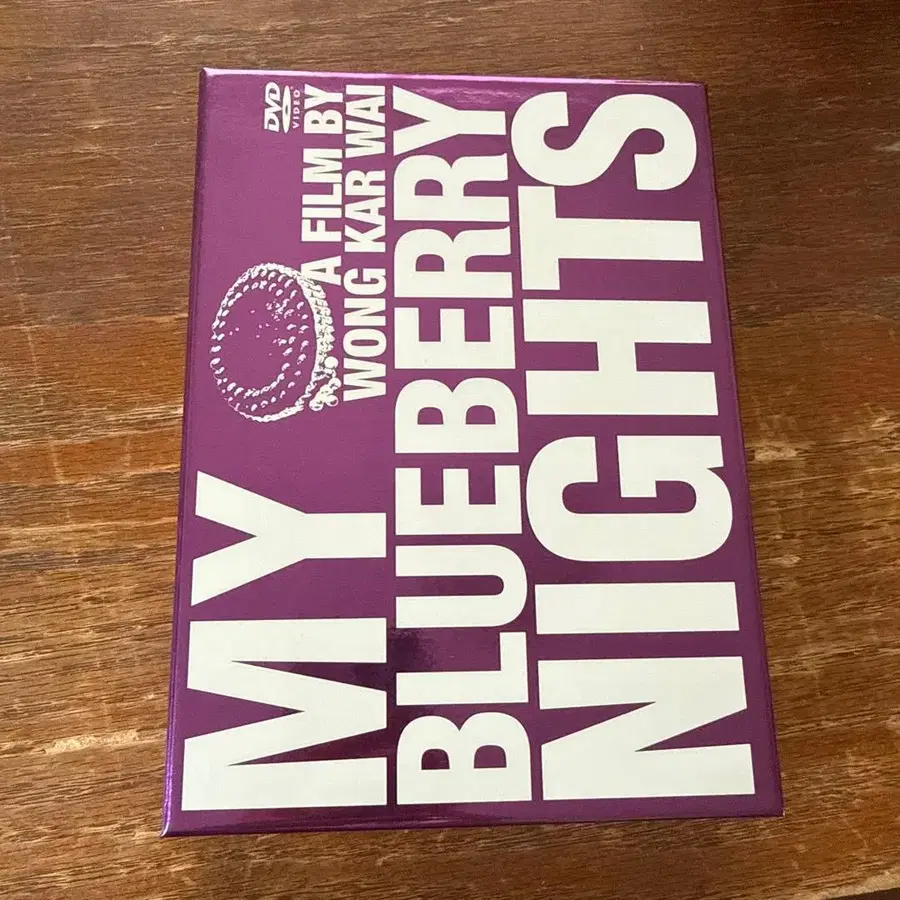 DVD
VIDEO
A FILM BY
WONG KAR WAI
MY
BLUEBERRY
NIGHTS